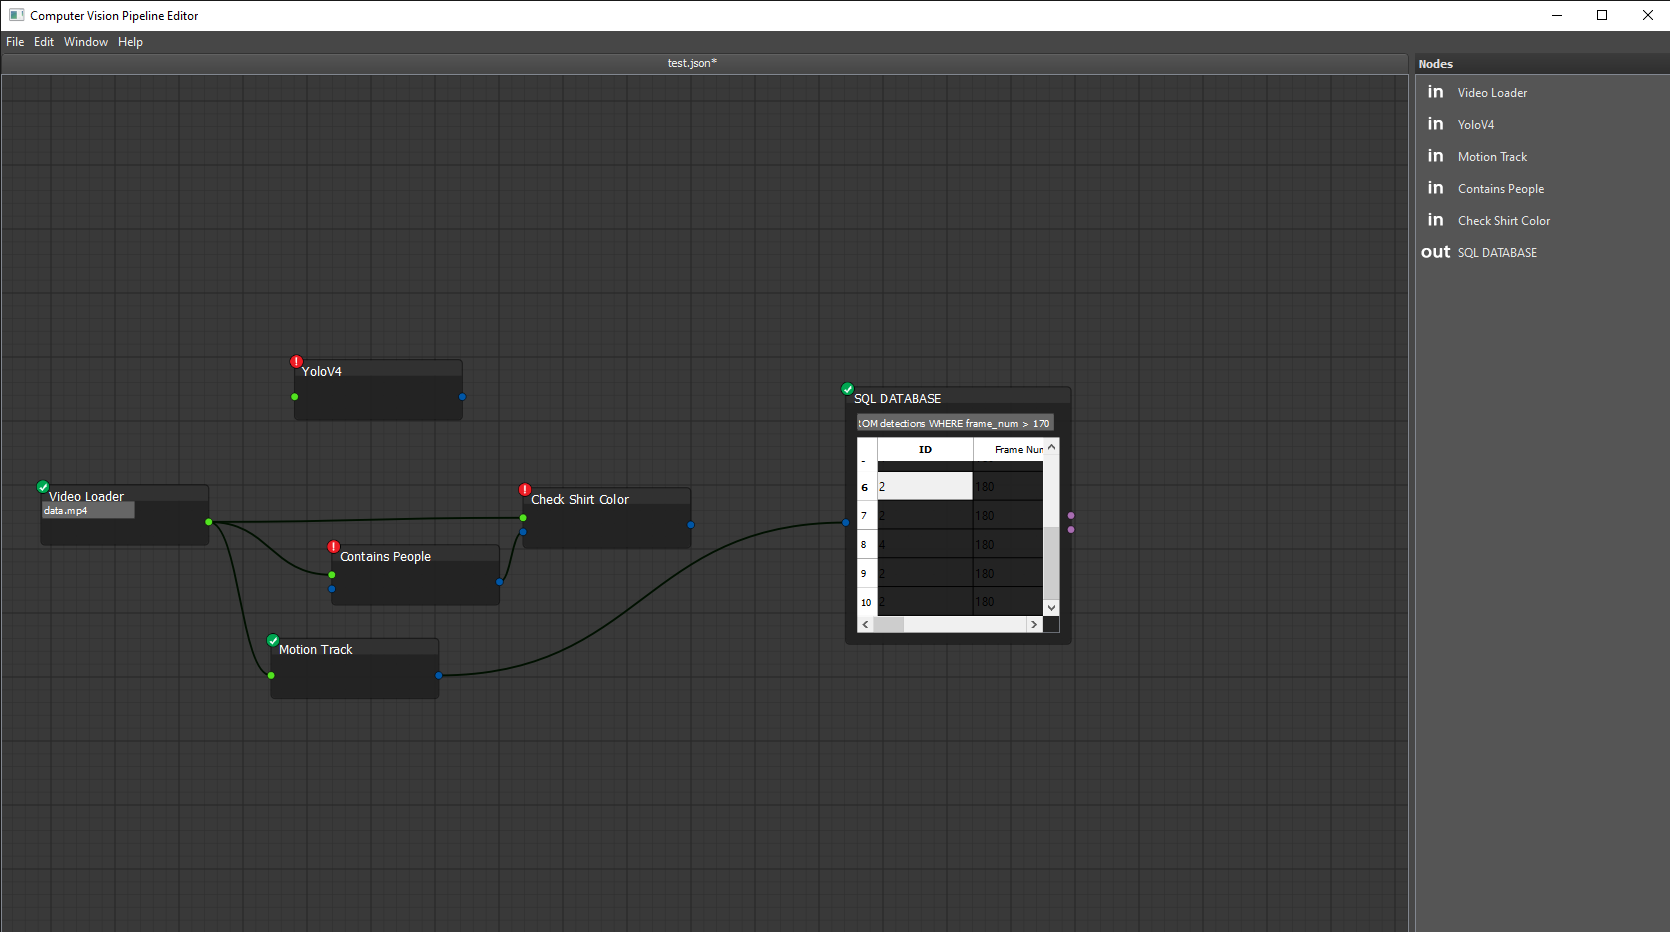 Computer Vision Pipeline Editor
File Edit Window Help
test.json*
Nodes
in Video Loader
in YoloV4
in Motion Track
in Contains People
in Check Shirt Color
out SQL DATABASE
YoloV4
SQL DATABASE
detections WHERE frame_num > 170
ID Frame
6 2 180
7 2 180
8 4 180
9 2 180
10 2 180
Video Loader
data.mp4
Check Shirt Color
Contains People
Motion Track